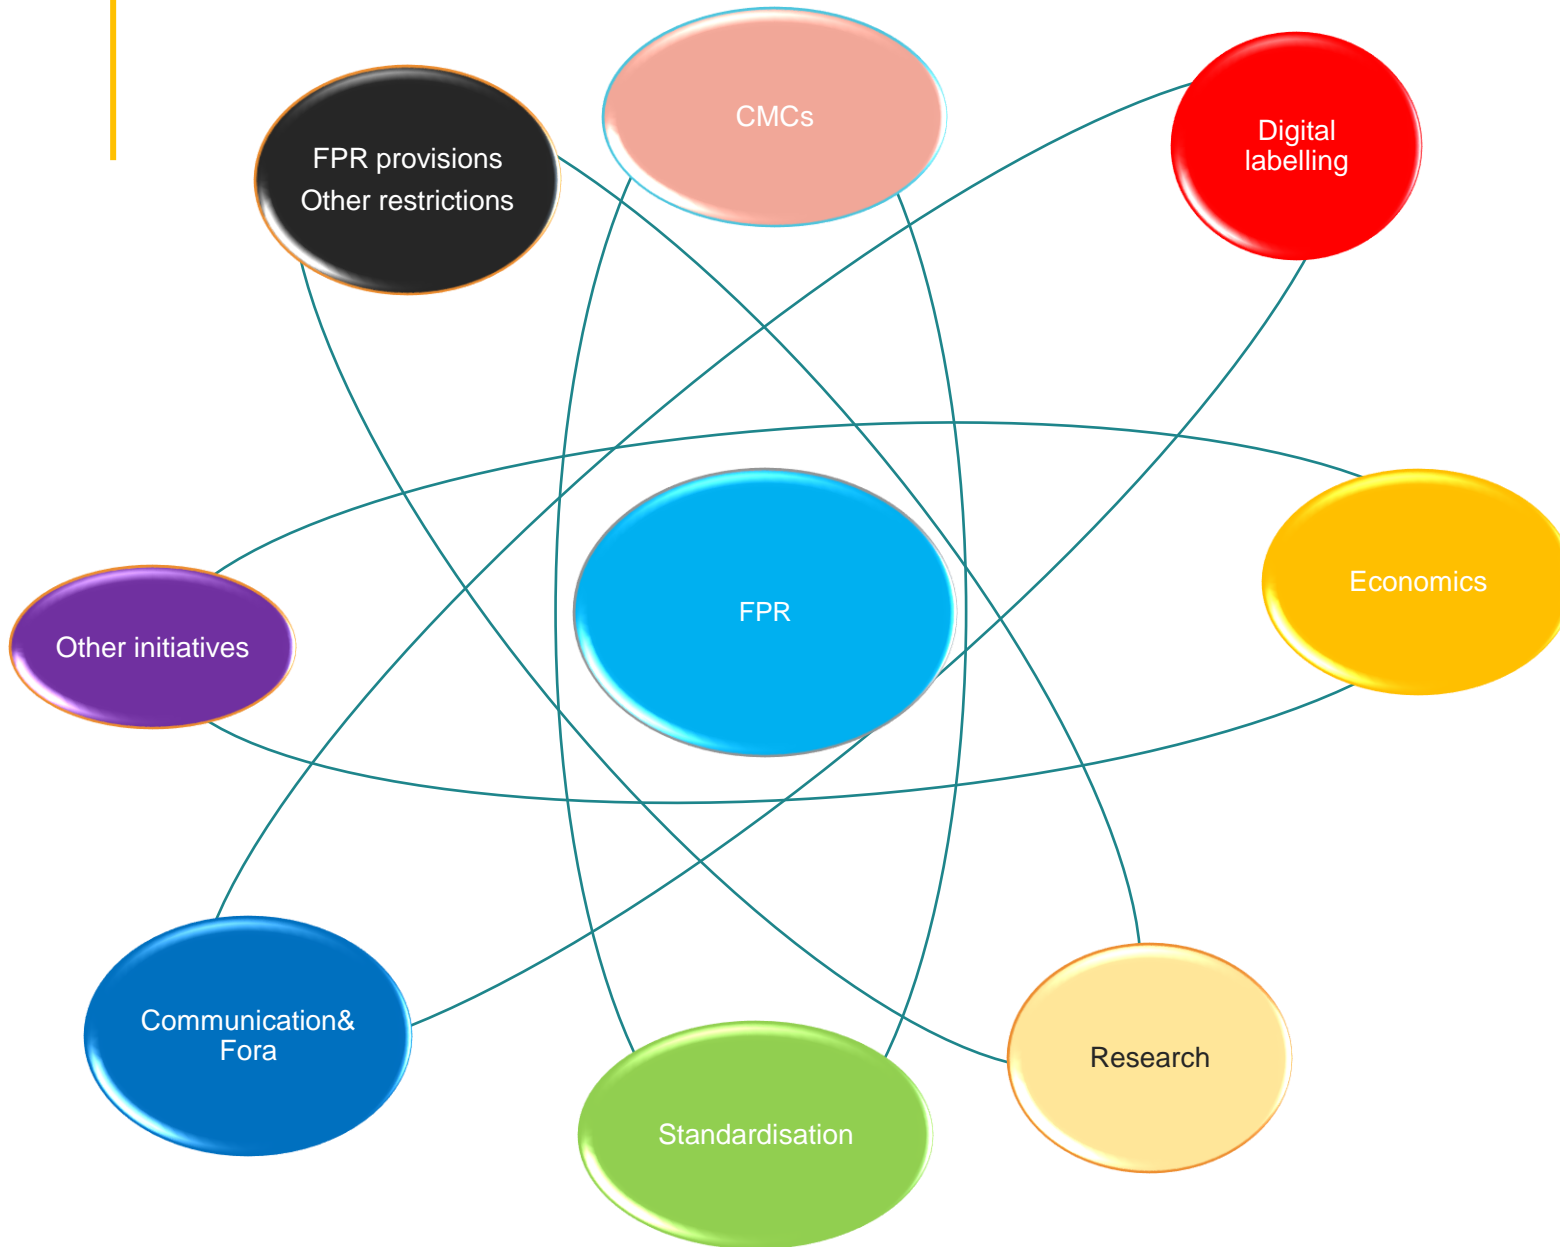 CMCs
Digital
labelling
FPR provisions
Other restrictions
FPR
Economics
Other initiatives
Communication&
Fora
Research
Standardisation